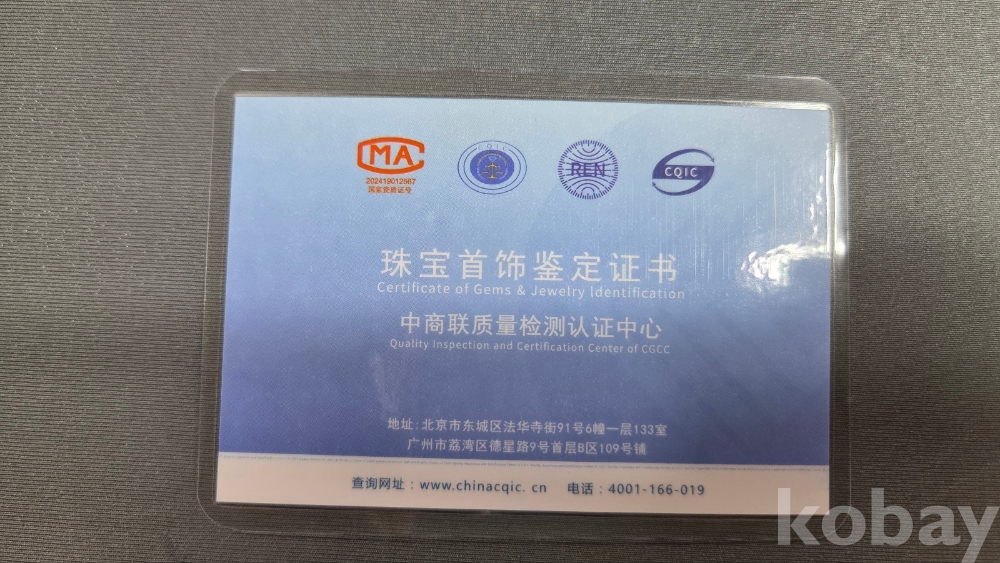 CMA
202419012567
国家资质证号
CQIC
REN
CQIC
珠宝首饰鉴定证书
Certificate of Gems & Jewelry Identification
中商联质量检测认证中心
Quality Inspection and Certification Center of CGCC
地址:北京市东城区法华寺街91号6幢一层133室
广州市荔湾区德星路9号首层B区109号铺
查询网址:www.chinacqic.cn 电话:4001-166-019
kobay